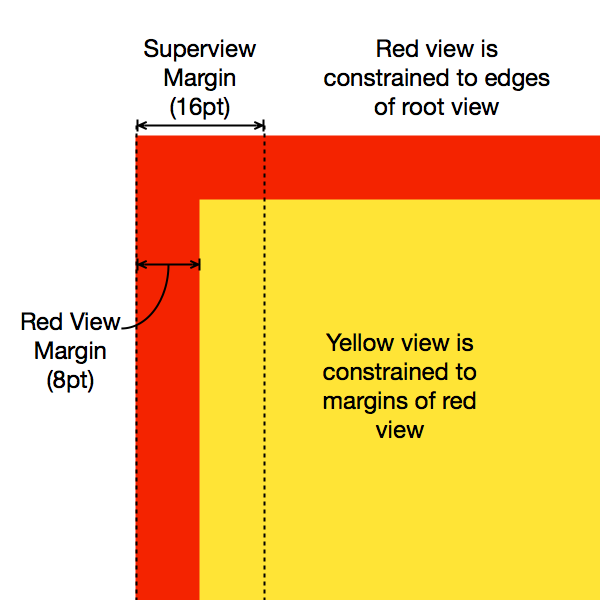 Superview
Margin
(16pt)
Red view is
constrained to edges
of root view
Red View
Margin
(8pt)
Yellow view is
constrained to
margins of red
view